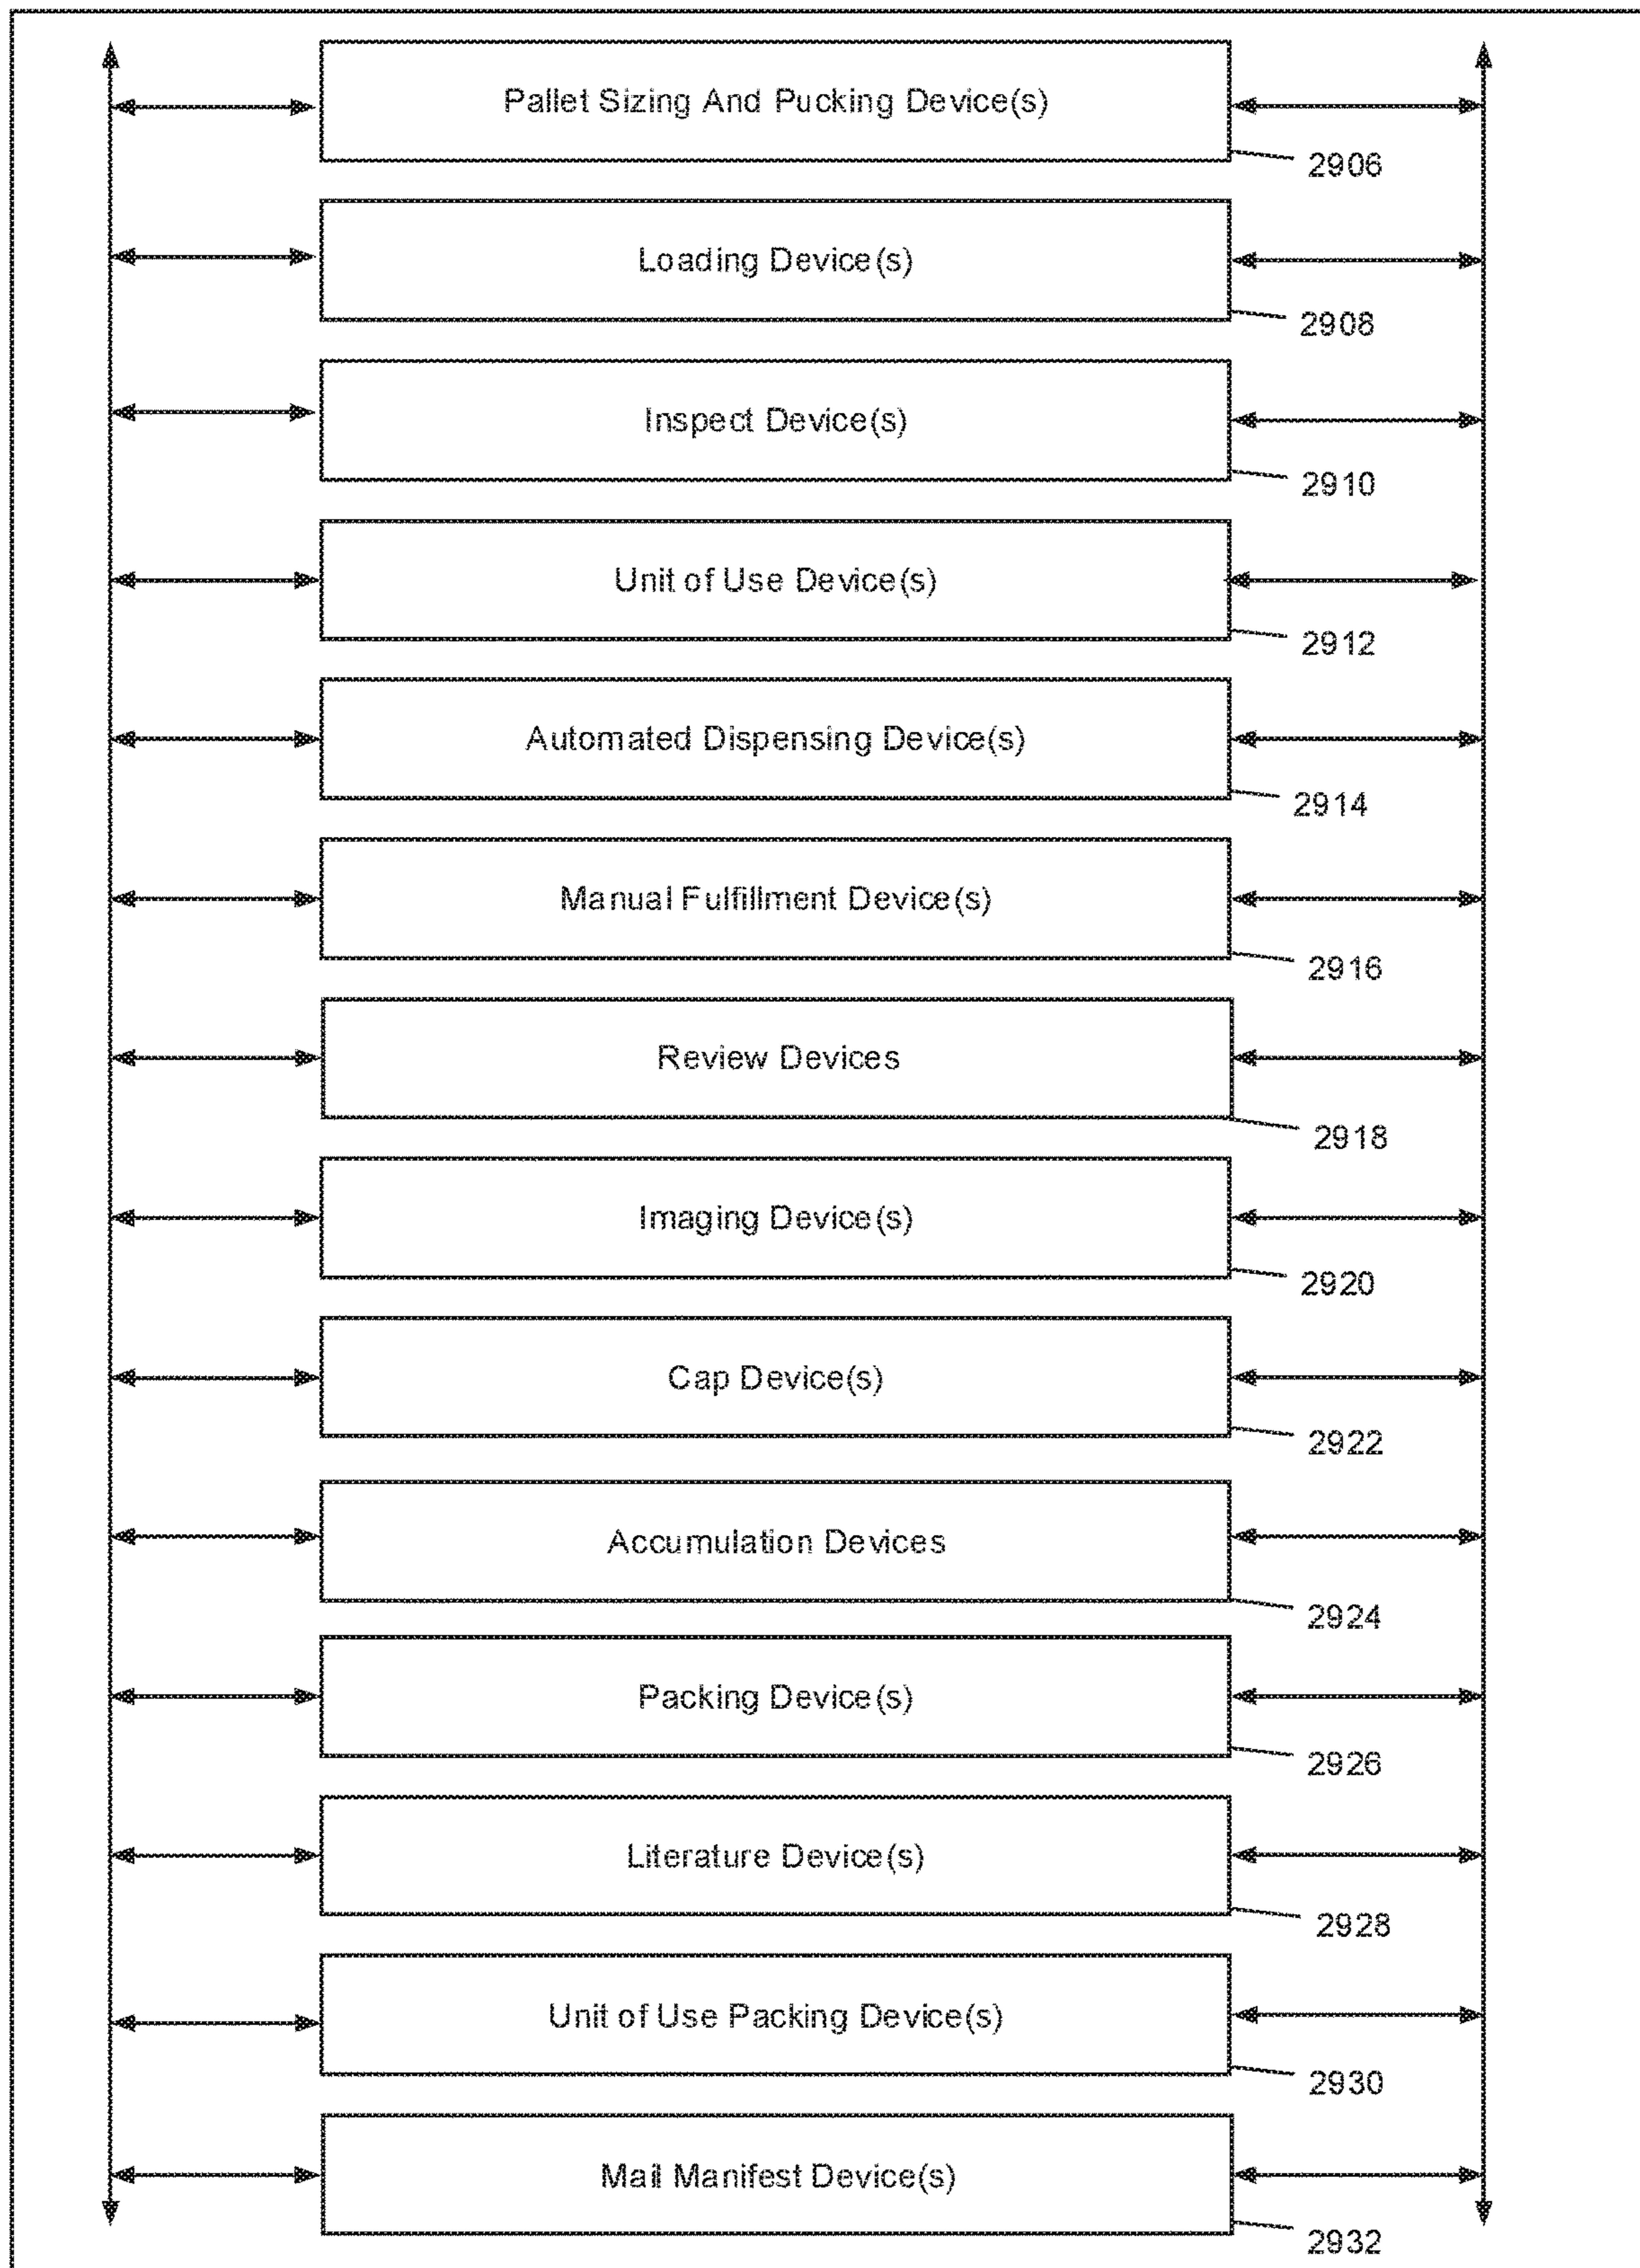 Pallet Sizing And Pucking Device(s)
2906
Loading Device(s)
2908
Inspect Device(s)
2910
Unit of Use Device(s)
2912
Automated Dispensing Device(s)
2914
Manual Fulfillment Device(s)
2916
Review Devices
2918
Imaging Device(s)
2920
Cap Device(s)
2922
Accumulation Devices
2924
Packing Device(s)
2926
Literature Device(s)
2928
Unit of Use Packing Device(s)
2930
Mail Manifest Device(s)
2932